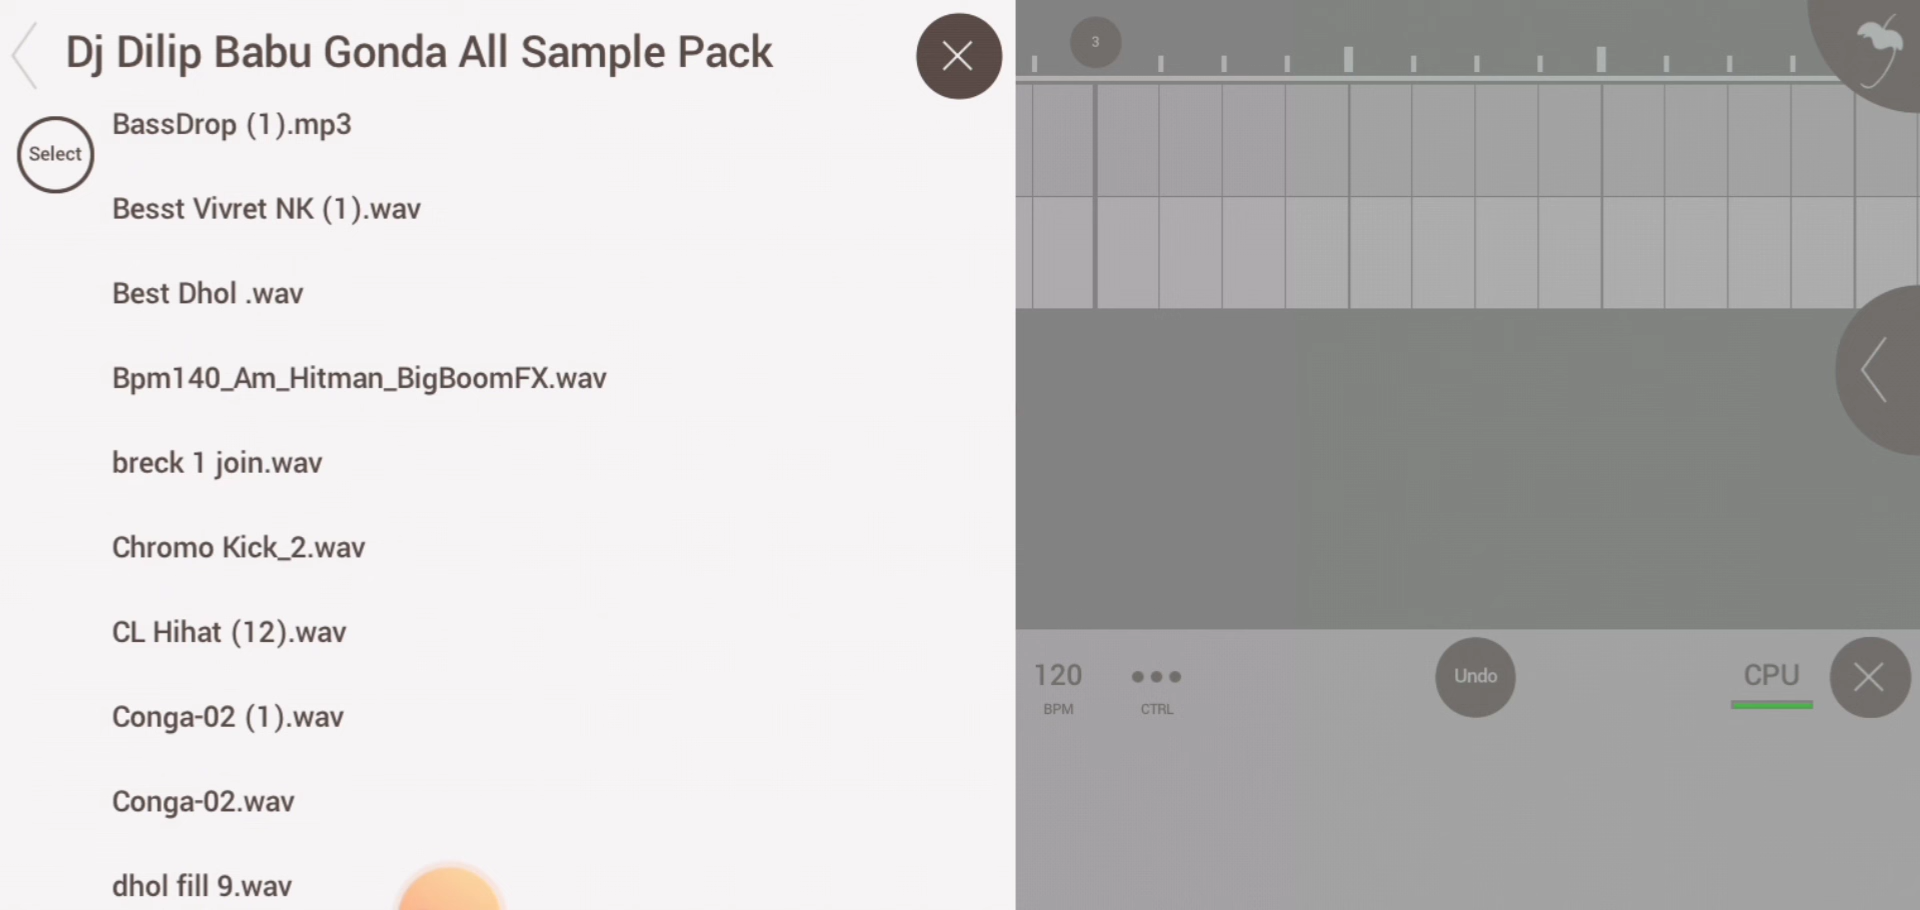 Dj Dilip Babu Gonda All Sample Pack
Select
BassDrop (1).mp3
Besst Vivret NK (1).wav
Best Dhol .wav
Bpm140_Am_Hitman_BigBoomFX.wav
breck 1 join.wav
Chromo Kick_2.wav
CL Hihat (12).wav
Conga-02 (1).wav
Conga-02.wav
dhol fill 9.wav
3
120
BPM
CTRL
Undo
CPU